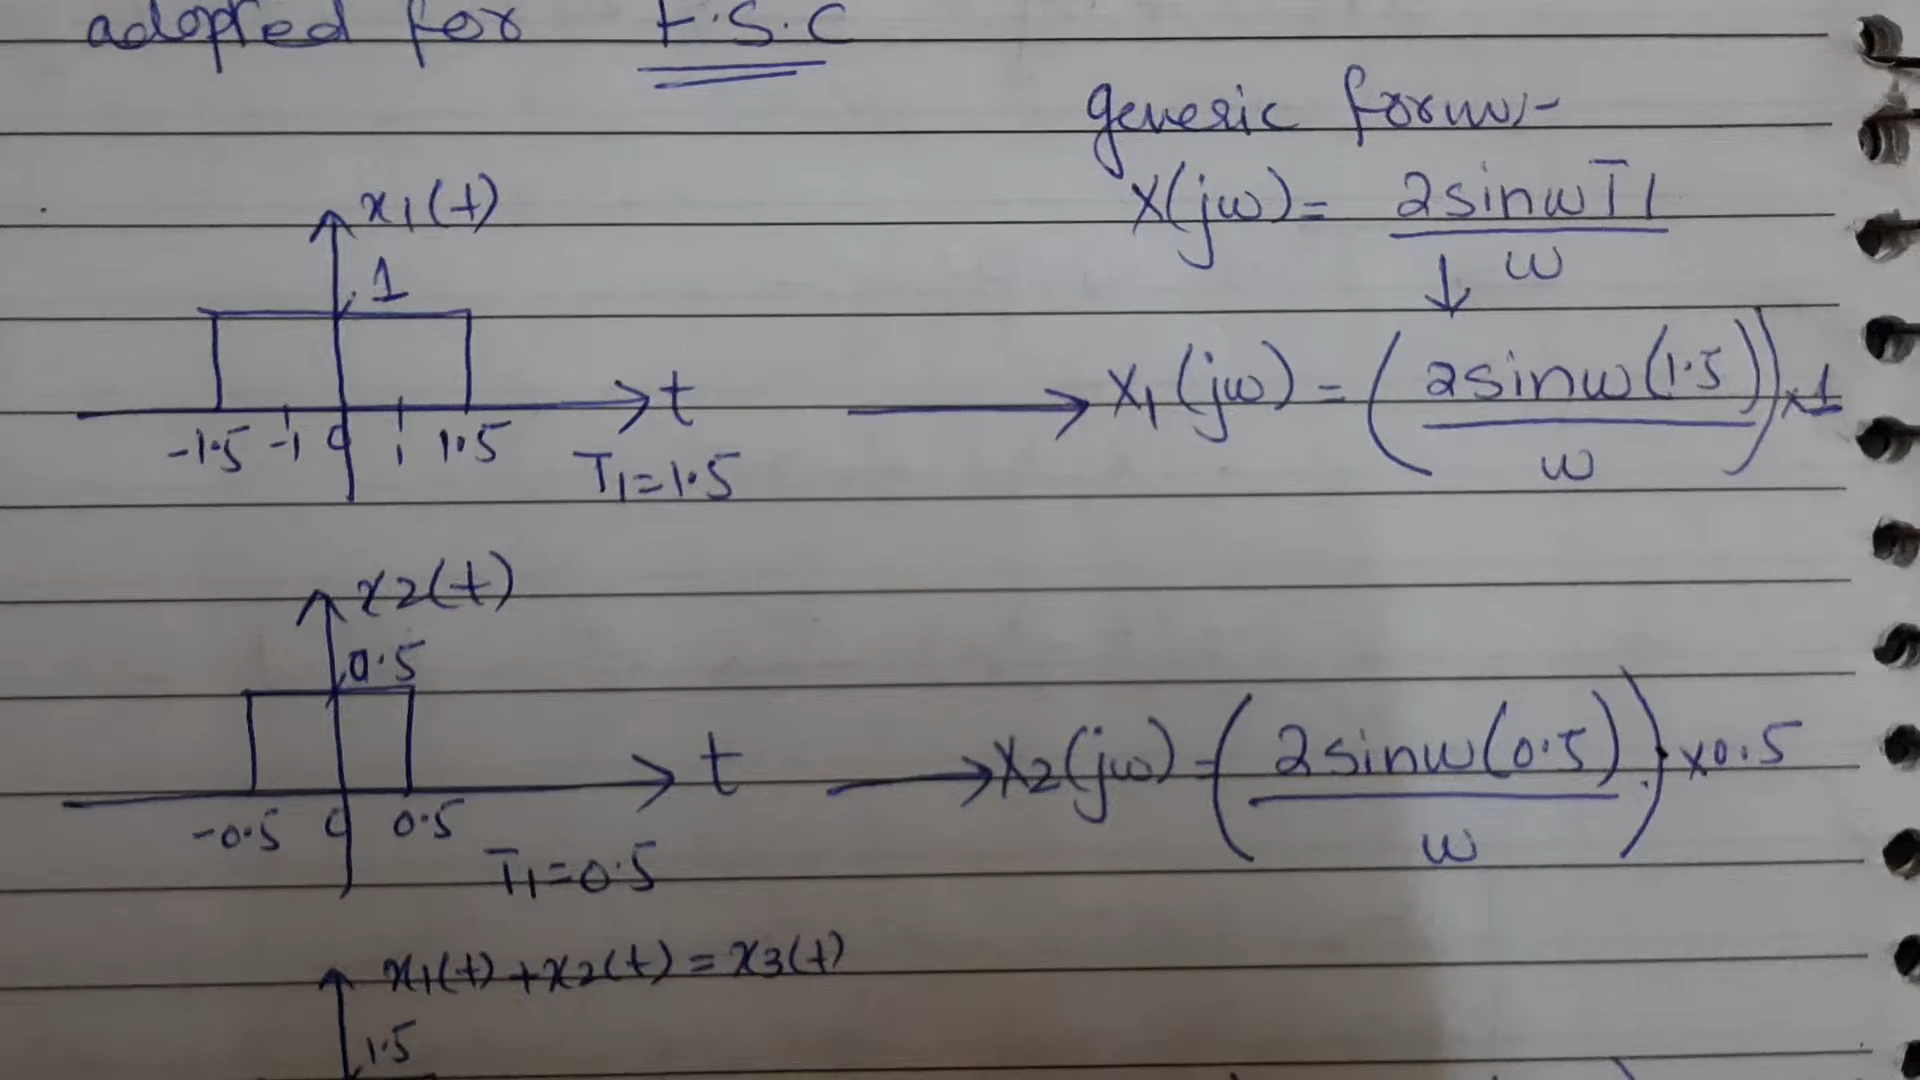 adopted for F.S.C
generic form:-
X(jω) = 2sinωT1 / ω
x1(t)
1
-1.5 -1 0 1 1.5
t
T1=1.5
X1(jω) = (2sinω(1.5) / ω) x1
x2(t)
0.5
-0.5 0 0.5
t
T1=0.5
X2(jω) = (2sinω(0.5) / ω) x0.5
x1(t) + x2(t) = x3(t)
1.5